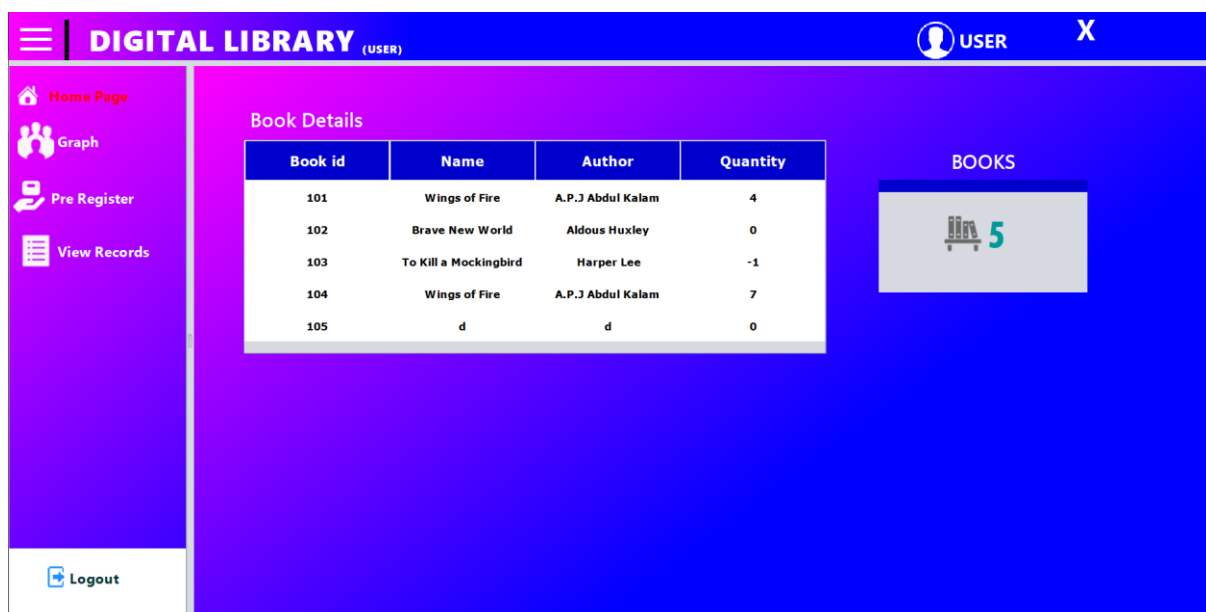 DIGITAL LIBRARY (USER)
USER
X
Home Page
Graph
Pre Register
View Records
Logout
Book Details
Book id Name Author Quantity
101 Wings of Fire A.P.J Abdul Kalam 4
102 Brave New World Aldous Huxley 0
103 To Kill a Mockingbird Harper Lee -1
104 Wings of Fire A.P.J Abdul Kalam 7
105 d d 0
BOOKS
5